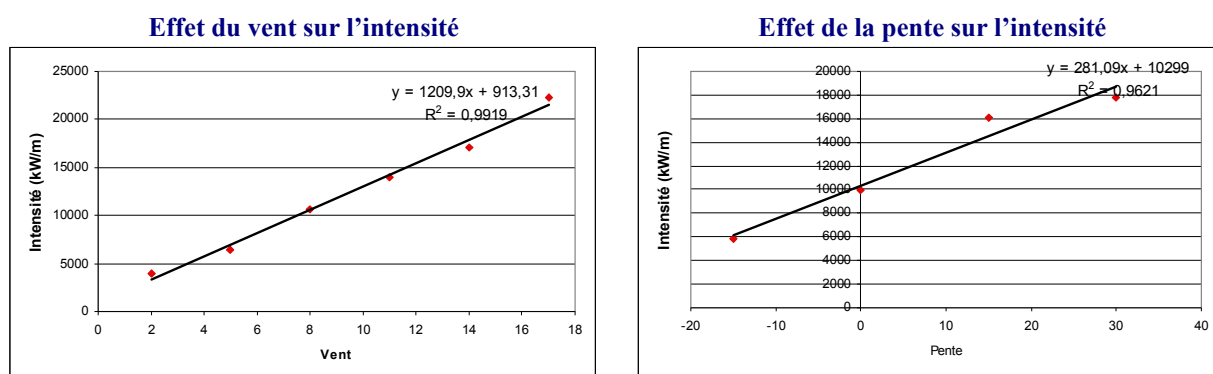 Effet du vent sur l'intensité
25000
20000
15000
10000
5000
0
y = 1209,9x + 913,31
R² = 0,9919
Intensité (kW/m)
0 2 4 6 8 10 12 14 16 18
Vent
Effet de la pente sur l'intensité
20000
18000
16000
14000
12000
10000
8000
6000
4000
2000
0
y = 281,09x + 10299
R² = 0,9621
Intensité (kW/m)
-20 -10 0 10 20 30 40
Pente